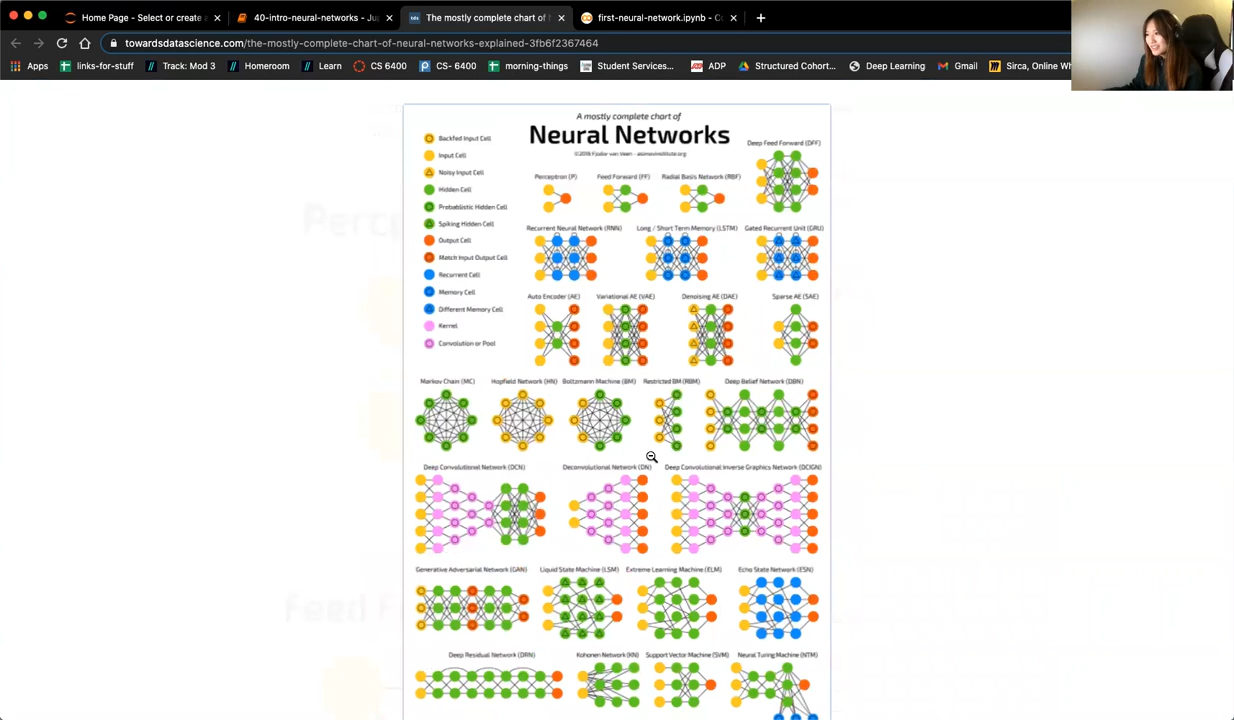 Home Page - Select or create a
40-intro-neural-networks - Ju
The mostly complete chart of
first-neural-network.ipynb - C
towardsdatascience.com/the-mostly-complete-chart-of-neural-networks-explained-3fb6f2367464
Apps
links-for-stuff
Track: Mod 3
Homeroom
Learn
CS 6400
CS- 6400
morning-things
Student Services...
ADP
Structured Cohort...
Deep Learning
Gmail
Sirca, Online Wh
A mostly complete chart of
Neural Networks
©2016 Fjodor van Veen - asimovinstitute.org
Backfed Input Cell
Input Cell
Noisy Input Cell
Hidden Cell
Probablistic Hidden Cell
Spiking Hidden Cell
Output Cell
Match Input Output Cell
Recurrent Cell
Memory Cell
Different Memory Cell
Kernel
Convolution or Pool
Deep Feed Forward (DFF)
Perceptron (P)
Feed Forward (FF)
Radial Basis Network (RBF)
Recurrent Neural Network (RNN)
Long / Short Term Memory (LSTM)
Gated Recurrent Unit (GRU)
Auto Encoder (AE)
Variational AE (VAE)
Denoising AE (DAE)
Sparse AE (SAE)
Markov Chain (MC)
Hopfield Network (HN)
Boltzmann Machine (BM)
Restricted BM (RBM)
Deep Belief Network (DBN)
Deep Convolutional Network (DCN)
Deconvolutional Network (DN)
Deep Convolutional Inverse Graphics Network (DCIGN)
Generative Adversarial Network (GAN)
Liquid State Machine (LSM)
Extreme Learning Machine (ELM)
Echo State Network (ESN)
Deep Residual Network (DRN)
Kohonen Network (KN)
Support Vector Machine (SVM)
Neural Turing Machine (NTM)